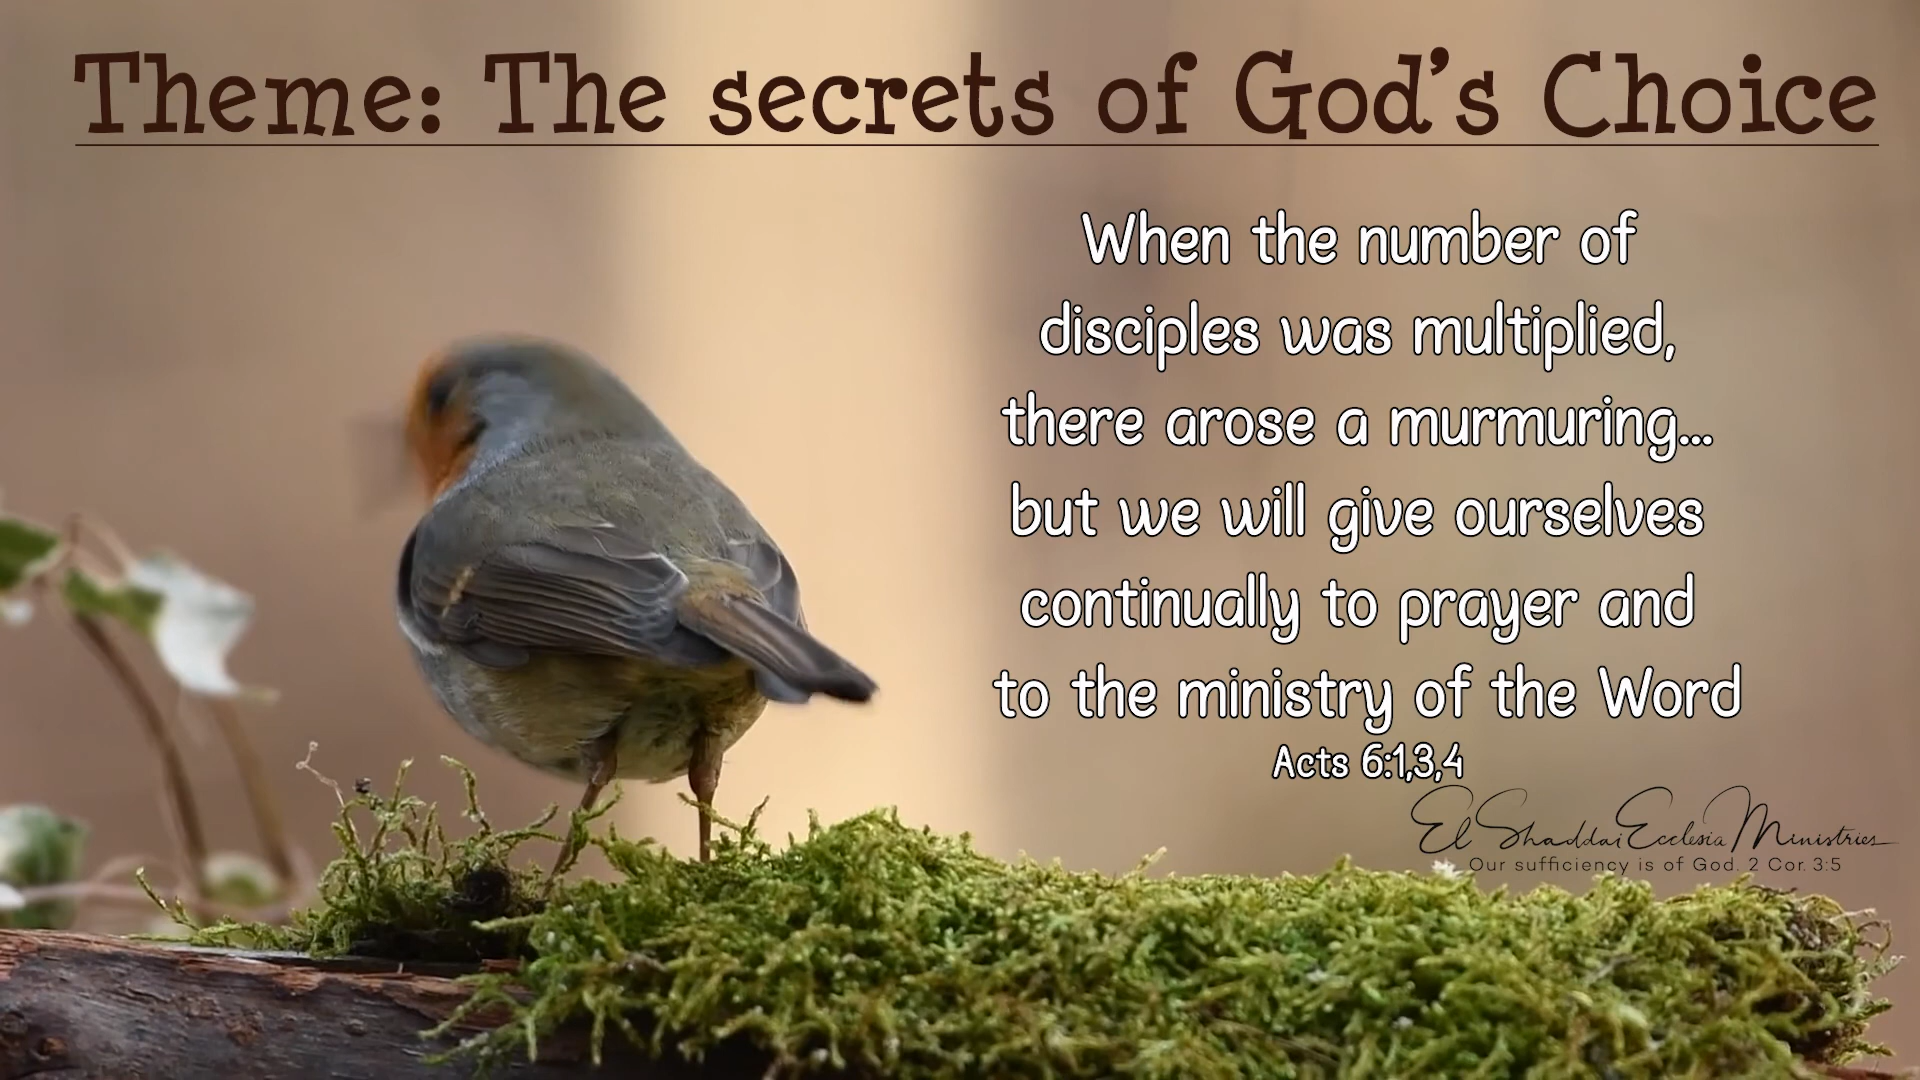 Theme: The secrets of God's Choice
When the number of
disciples was multiplied,
there arose a murmuring...
but we will give ourselves
continually to prayer and
to the ministry of the Word
Acts 6:1,3,4
El Shaddai Ecclesia Ministries
Our sufficiency is of God. 2 Cor. 3:5